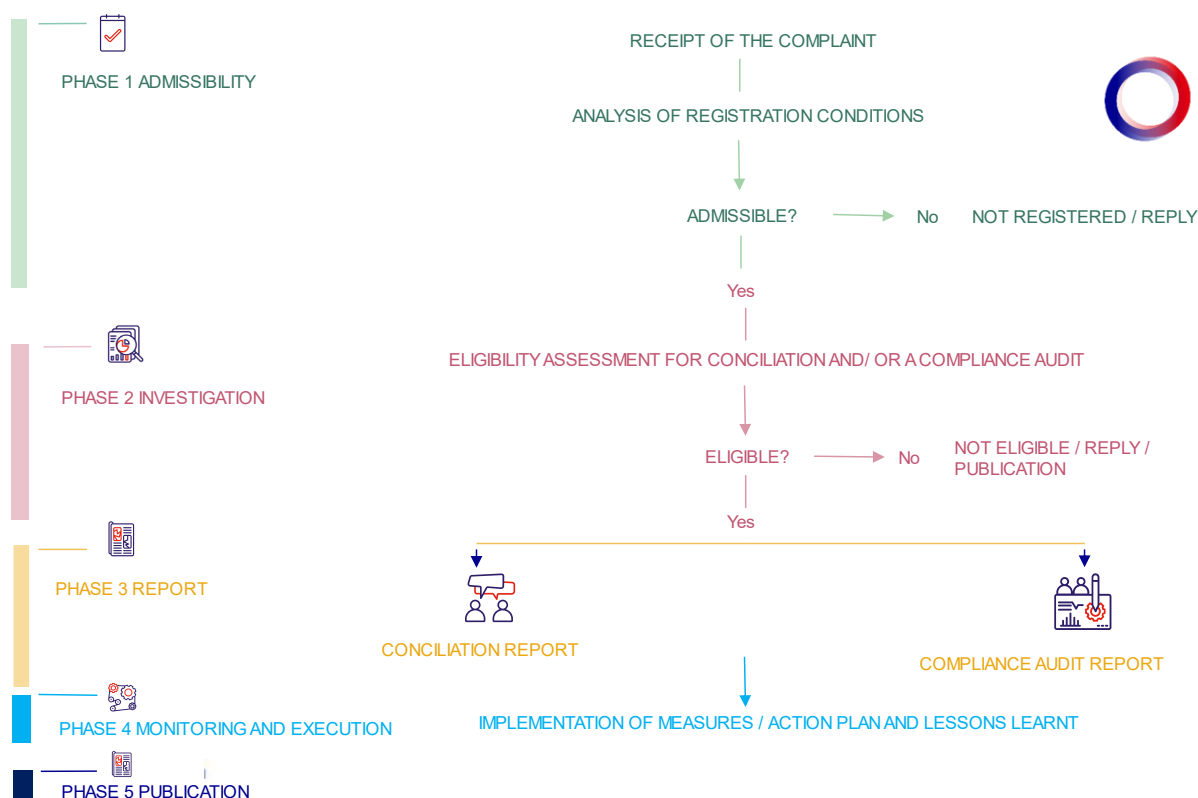 RECEIPT OF THE COMPLAINT
PHASE 1 ADMISSIBILITY
ANALYSIS OF REGISTRATION CONDITIONS
ADMISSIBLE?
No
NOT REGISTERED / REPLY
Yes
ELIGIBILITY ASSESSMENT FOR CONCILIATION AND/ OR A COMPLIANCE AUDIT
PHASE 2 INVESTIGATION
ELIGIBLE?
No
NOT ELIGIBLE / REPLY /
PUBLICATION
Yes
PHASE 3 REPORT
CONCILIATION REPORT
COMPLIANCE AUDIT REPORT
PHASE 4 MONITORING AND EXECUTION
IMPLEMENTATION OF MEASURES / ACTION PLAN AND LESSONS LEARNT
PHASE 5 PUBLICATION